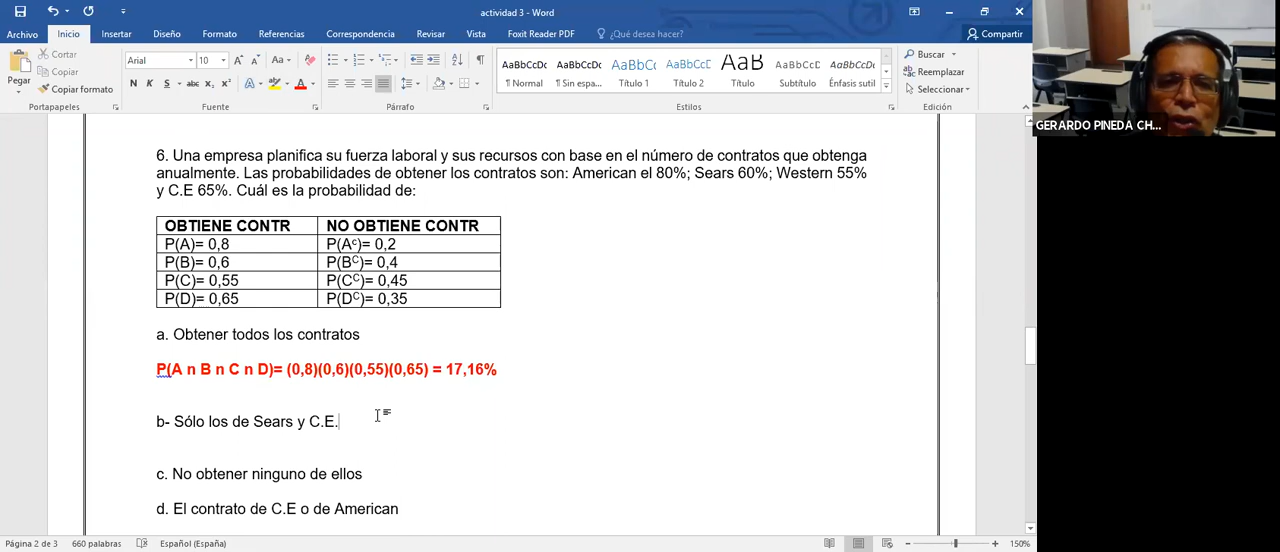 actividad 3 - Word
Archivo Inicio Insertar Diseño Formato Referencias Correspondencia Revisar Vista Foxit Reader PDF ¿Qué desea hacer? Compartir
Pegar
Cortar
Copiar
Copiar formato
Portapapeles
Arial 10
N K S abc x₂ x²
Fuente
Párrafo
AaBbCcDc AaBbCcDc AaBbCc AaBbCcD AaB AaBbCcD AaBbCcDc
¶ Normal ¶ Sin espa... Título 1 Título 2 Título Subtítulo Énfasis sutil
Estilos
Buscar
Reemplazar
Seleccionar
Edición
GERARDO PINEDA CH...
6. Una empresa planifica su fuerza laboral y sus recursos con base en el número de contratos que obtenga
anualmente. Las probabilidades de obtener los contratos son: American el 80%; Sears 60%; Western 55%
y C.E 65%. Cuál es la probabilidad de:
OBTIENE CONTR NO OBTIENE CONTR
P(A)= 0,8 P(Aᶜ)= 0,2
P(B)= 0,6 P(Bᶜ)= 0,4
P(C)= 0,55 P(Cᶜ)= 0,45
P(D)= 0,65 P(Dᶜ)= 0,35
a. Obtener todos los contratos
P(A n B n C n D)= (0,8)(0,6)(0,55)(0,65) = 17,16%
b- Sólo los de Sears y C.E.
c. No obtener ninguno de ellos
d. El contrato de C.E o de American
Página 2 de 3 660 palabras Español (España) 150%